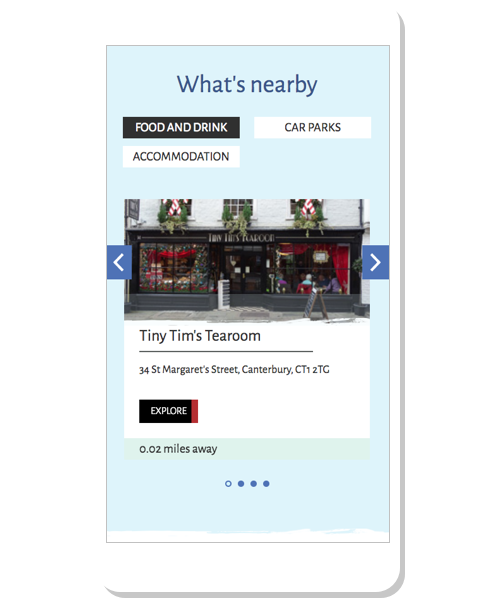 What's nearby
FOOD AND DRINK
CAR PARKS
ACCOMMODATION
TINY TIM'S TEAROOM
Tiny Tim's Tearoom
34 St Margaret's Street, Canterbury, CT1 2TG
EXPLORE
0.02 miles away